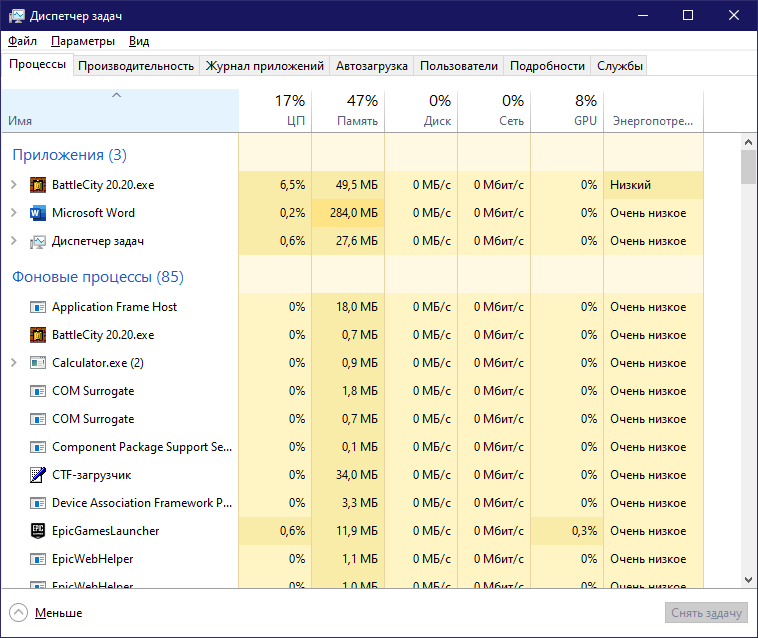 Диспетчер задач
Файл Параметры Вид
Процессы Производительность Журнал приложений Автозагрузка Пользователи Подробности Службы
17% 47% 0% 0% 8%
Имя ЦП Память Диск Сеть GPU Энергопотре...
Приложения (3)
BattleCity 20.20.exe 6,5% 49,5 МБ 0 МБ/с 0 Мбит/с 0% Низкий
Microsoft Word 0,2% 284,0 МБ 0 МБ/с 0 Мбит/с 0% Очень низкое
Диспетчер задач 0,6% 27,6 МБ 0 МБ/с 0 Мбит/с 0% Очень низкое
Фоновые процессы (85)
Application Frame Host 0% 18,0 МБ 0 МБ/с 0 Мбит/с 0% Очень низкое
BattleCity 20.20.exe 0% 0,7 МБ 0 МБ/с 0 Мбит/с 0% Очень низкое
Calculator.exe (2) 0% 0,9 МБ 0 МБ/с 0 Мбит/с 0% Очень низкое
COM Surrogate 0% 1,8 МБ 0 МБ/с 0 Мбит/с 0% Очень низкое
COM Surrogate 0% 0,7 МБ 0 МБ/с 0 Мбит/с 0% Очень низкое
Component Package Support Se... 0% 0,1 МБ 0 МБ/с 0 Мбит/с 0% Очень низкое
CTF-загрузчик 0% 34,0 МБ 0 МБ/с 0 Мбит/с 0% Очень низкое
Device Association Framework P... 0% 3,3 МБ 0 МБ/с 0 Мбит/с 0% Очень низкое
EpicGamesLauncher 0,6% 11,9 МБ 0 МБ/с 0 Мбит/с 0,3% Очень низкое
EpicWebHelper 0% 1,1 МБ 0 МБ/с 0 Мбит/с 0% Очень низкое
EpicWebHelper 0% 1,0 МБ 0 МБ/с 0 Мбит/с 0% Очень низкое
Меньше Снять задачу